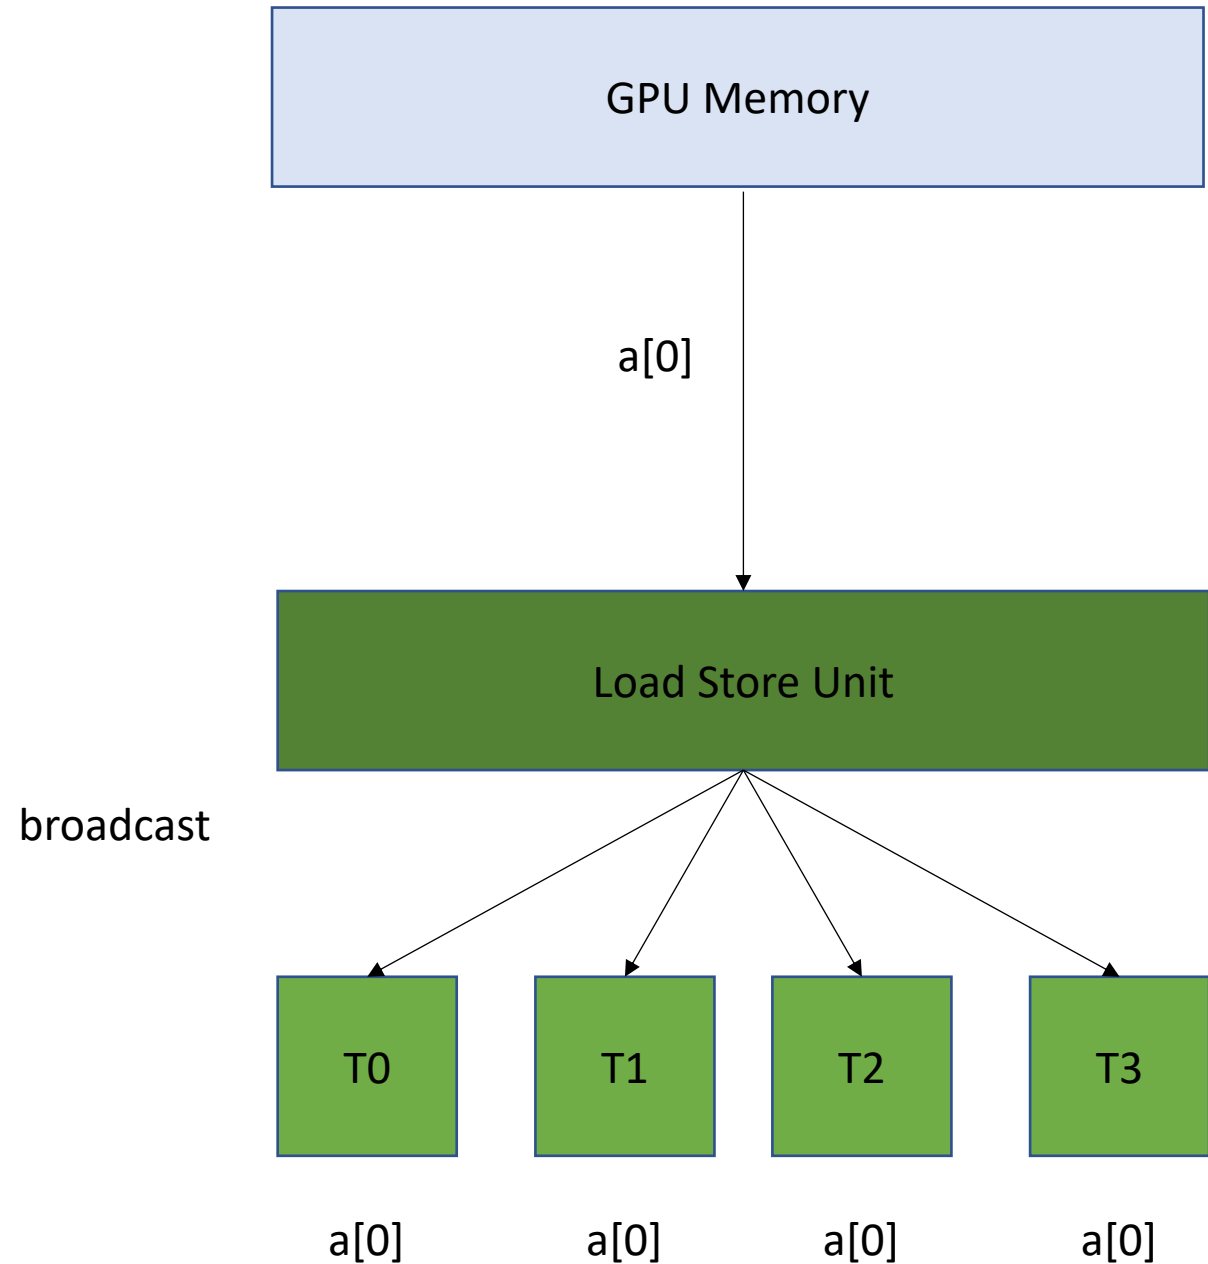 GPU Memory
a[0]
Load Store Unit
broadcast
T0 T1 T2 T3
a[0] a[0] a[0] a[0]